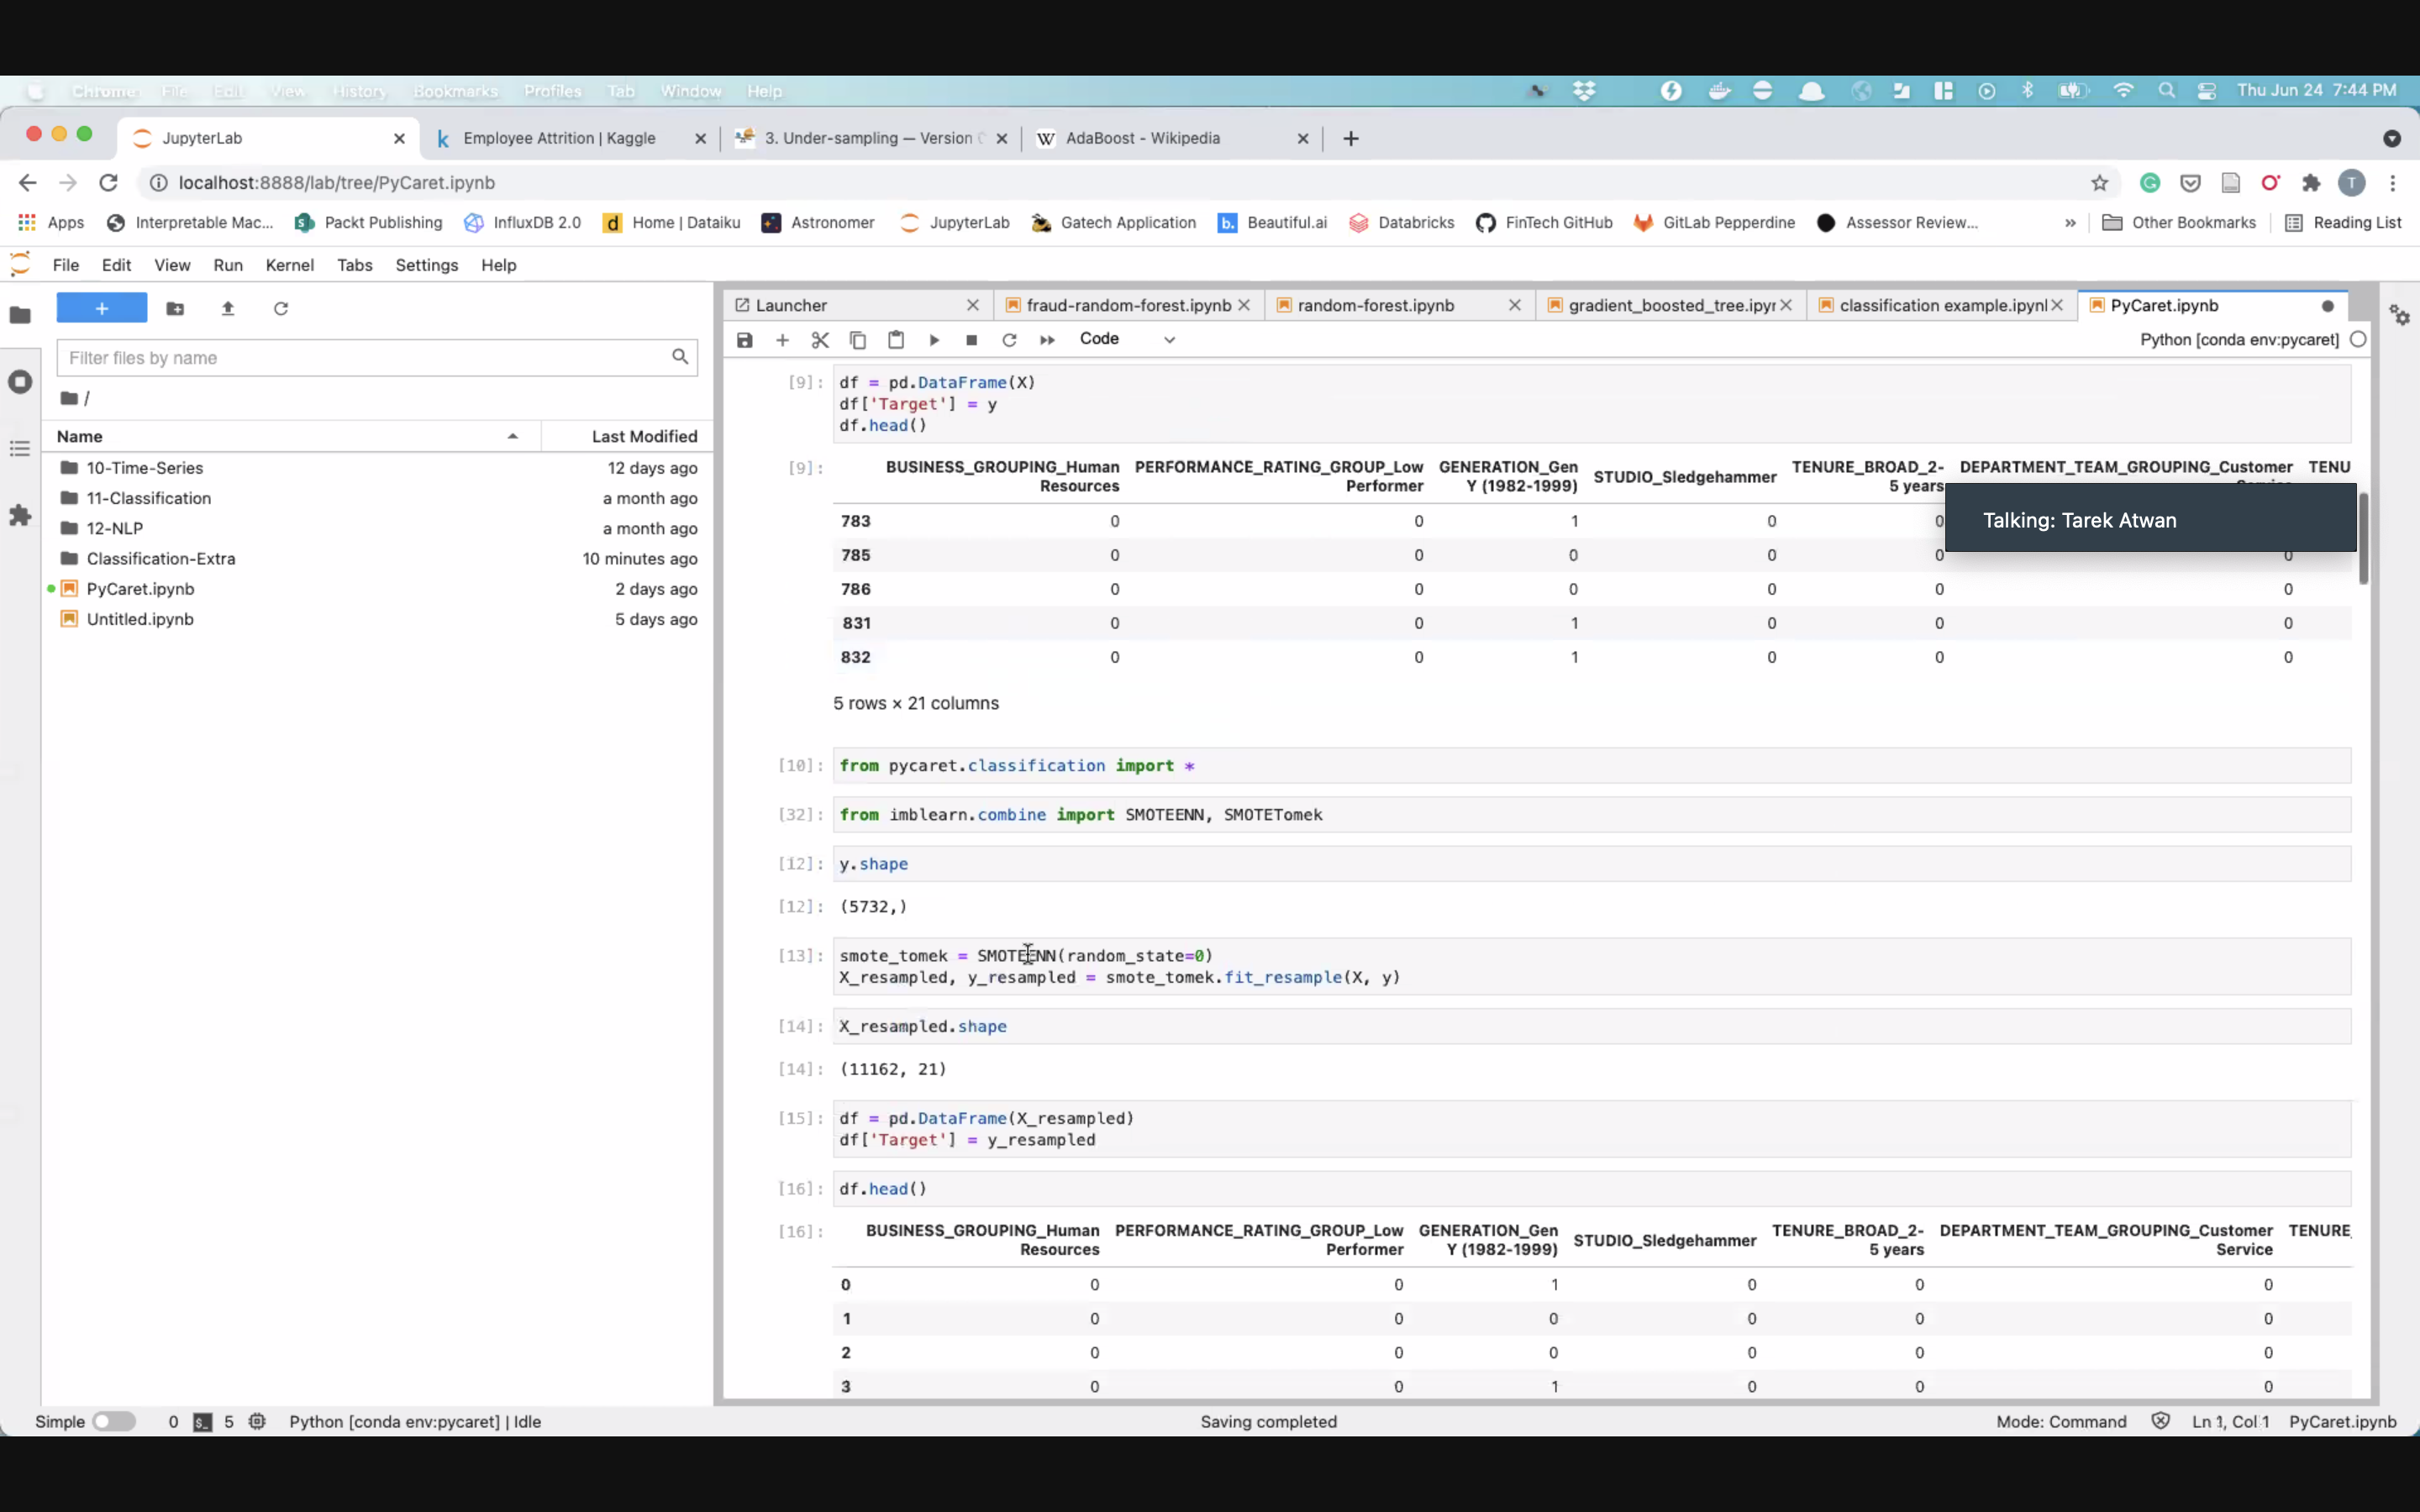 Chrome File Edit View History Bookmarks Profiles Tab Window Help Thu Jun 24 7:44 PM
JupyterLab Employee Attrition | Kaggle 3. Under-sampling — Version AdaBoost - Wikipedia
localhost:8888/lab/tree/PyCaret.ipynb T
Apps Interpretable Mac... Packt Publishing InfluxDB 2.0 Home | Dataiku Astronomer JupyterLab Gatech Application Beautiful.ai Databricks FinTech GitHub GitLab Pepperdine Assessor Review... » Other Bookmarks Reading List
File Edit View Run Kernel Tabs Settings Help
+ Launcher fraud-random-forest.ipynb random-forest.ipynb gradient_boosted_tree.ipyn classification example.ipynl PyCaret.ipynb
Code Python [conda env:pycaret]
Filter files by name
/
Name Last Modified
10-Time-Series 12 days ago
11-Classification a month ago
12-NLP a month ago
Classification-Extra 10 minutes ago
PyCaret.ipynb 2 days ago
Untitled.ipynb 5 days ago
[9]: df = pd.DataFrame(X)
df['Target'] = y
df.head()
[9]: BUSINESS_GROUPING_Human PERFORMANCE_RATING_GROUP_Low GENERATION_Gen STUDIO_Sledgehammer TENURE_BROAD_2- DEPARTMENT_TEAM_GROUPING_Customer TENU
Resources Performer Y (1982-1999) 5 years
Talking: Tarek Atwan
783 0 0 1 0 0
785 0 0 0 0 0 0
786 0 0 0 0 0 0
831 0 0 1 0 0 0
832 0 0 1 0 0 0
5 rows × 21 columns
[10]: from pycaret.classification import *
[32]: from imblearn.combine import SMOTEENN, SMOTETomek
[12]: y.shape
[12]: (5732,)
[13]: smote_tomek = SMOTEENN(random_state=0)
X_resampled, y_resampled = smote_tomek.fit_resample(X, y)
[14]: X_resampled.shape
[14]: (11162, 21)
[15]: df = pd.DataFrame(X_resampled)
df['Target'] = y_resampled
[16]: df.head()
[16]: BUSINESS_GROUPING_Human PERFORMANCE_RATING_GROUP_Low GENERATION_Gen STUDIO_Sledgehammer TENURE_BROAD_2- DEPARTMENT_TEAM_GROUPING_Customer TENURE_
Resources Performer Y (1982-1999) 5 years Service
0 0 0 1 0 0 0
1 0 0 0 0 0 0
2 0 0 0 0 0 0
3 0 0 1 0 0 0
Simple 0 5 Python [conda env:pycaret] | Idle Saving completed Mode: Command Ln 1, Col 1 PyCaret.ipynb